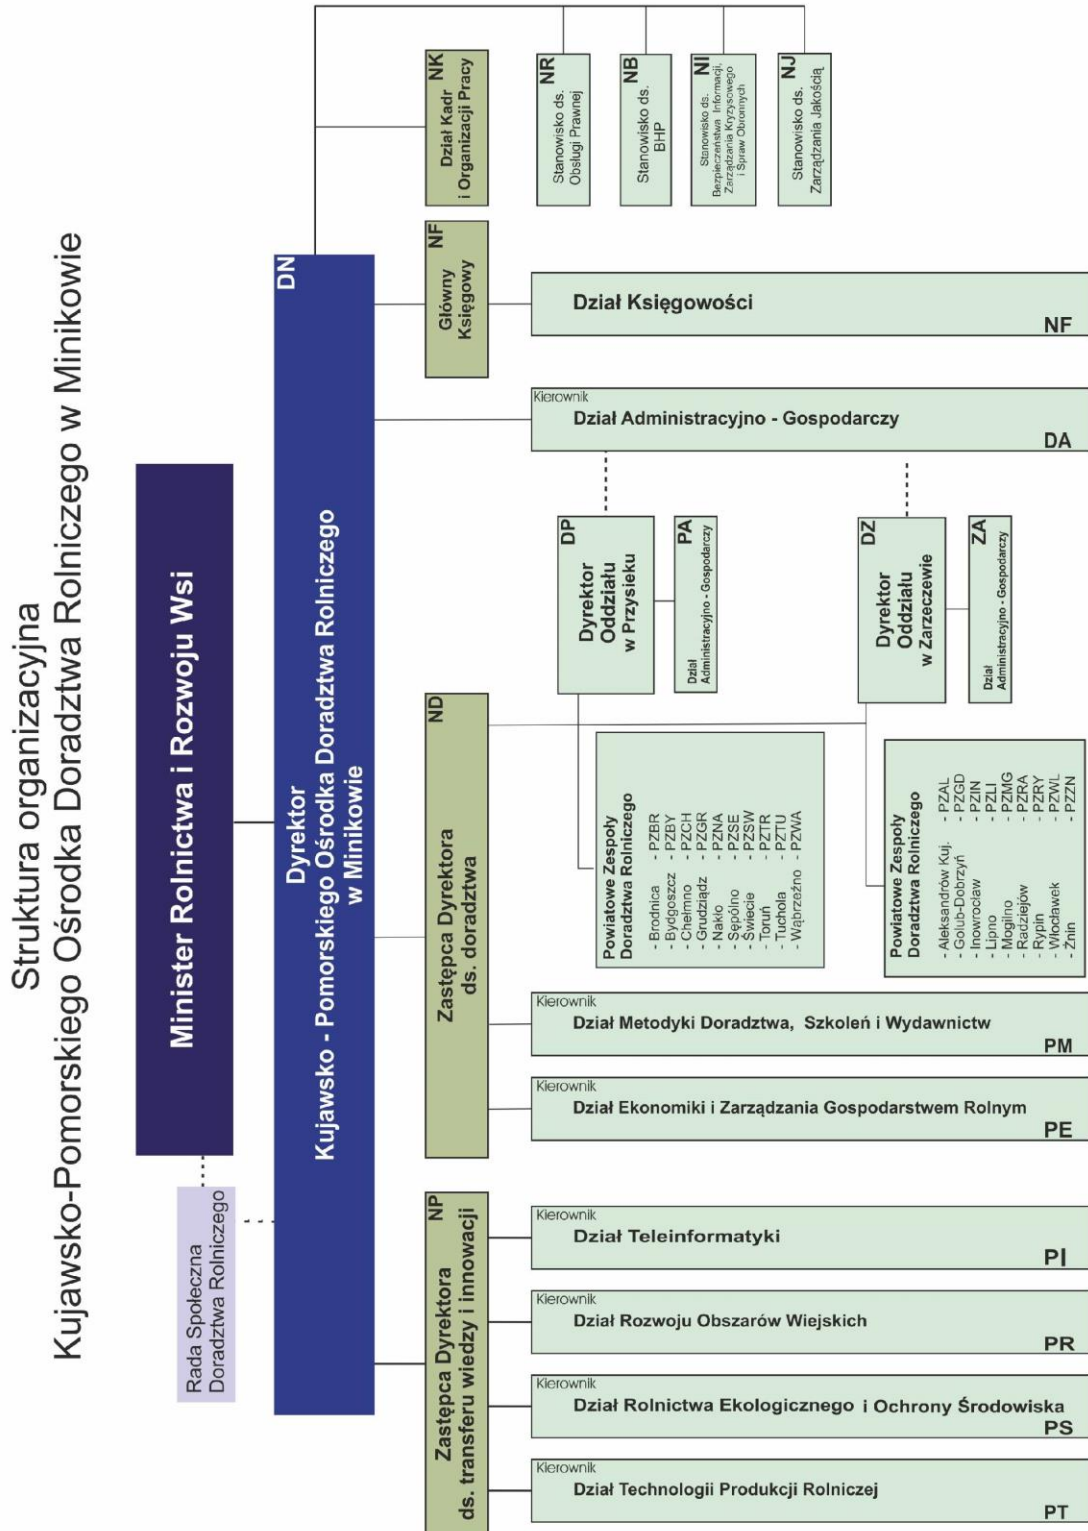 Struktura organizacyjna
Kujawsko-Pomorskiego Ośrodka Doradztwa Rolniczego w Minikowie
Minister Rolnictwa i Rozwoju Wsi
Rada Społeczna
Doradztwa Rolniczego
DN
Dyrektor
Kujawsko - Pomorskiego Ośrodka Doradztwa Rolniczego
w Minikowie
NP
Zastępca Dyrektora
ds. transferu wiedzy i innowacji
ND
Zastępca Dyrektora
ds. doradztwa
NF
Główny
Księgowy
NK
Dział Kadr
i Organizacji Pracy
NR
Stanowisko ds.
Obsługi Prawnej
NB
Stanowisko ds.
BHP
NI
Stanowisko ds.
Bezpieczeństwa Informacji,
Zarządzania Kryzysowego
i Spraw Obronnych
NJ
Stanowisko ds.
Zarządzania Jakością
Kierownik
Dział Technologii Produkcji Rolniczej
PT
Kierownik
Dział Rolnictwa Ekologicznego i Ochrony Środowiska
PS
Kierownik
Dział Rozwoju Obszarów Wiejskich
PR
Kierownik
Dział Teleinformatyki
PI
Kierownik
Dział Ekonomiki i Zarządzania Gospodarstwem Rolnym
PE
Kierownik
Dział Metodyki Doradztwa, Szkoleń i Wydawnictw
PM
Powiatowe Zespoły
Doradztwa Rolniczego
- Brodnica - PZBR
- Bydgoszcz - PZBY
- Chełmno - PZCH
- Grudziądz - PZGR
- Nakło - PZNA
- Sępólno - PZSE
- Świecie - PZSW
- Toruń - PZTR
- Tuchola - PZTU
- Wąbrzeźno - PZWA
DP
Dyrektor
Oddziału
w Przysieku
PA
Dział
Administracyjno - Gospodarczy
Powiatowe Zespoły
Doradztwa Rolniczego
- Aleksandrów Kuj. - PZAL
- Golub-Dobrzyń - PZGD
- Inowrocław - PZIN
- Lipno - PZLI
- Mogilno - PZMG
- Radziejów - PZRA
- Rypin - PZRY
- Włocławek - PZWL
- Żnin - PZZN
DZ
Dyrektor
Oddziału
w Zarzeczewie
ZA
Dział
Administracyjno - Gospodarczy
Kierownik
Dział Administracyjno - Gospodarczy
DA
Dział Księgowości
NF